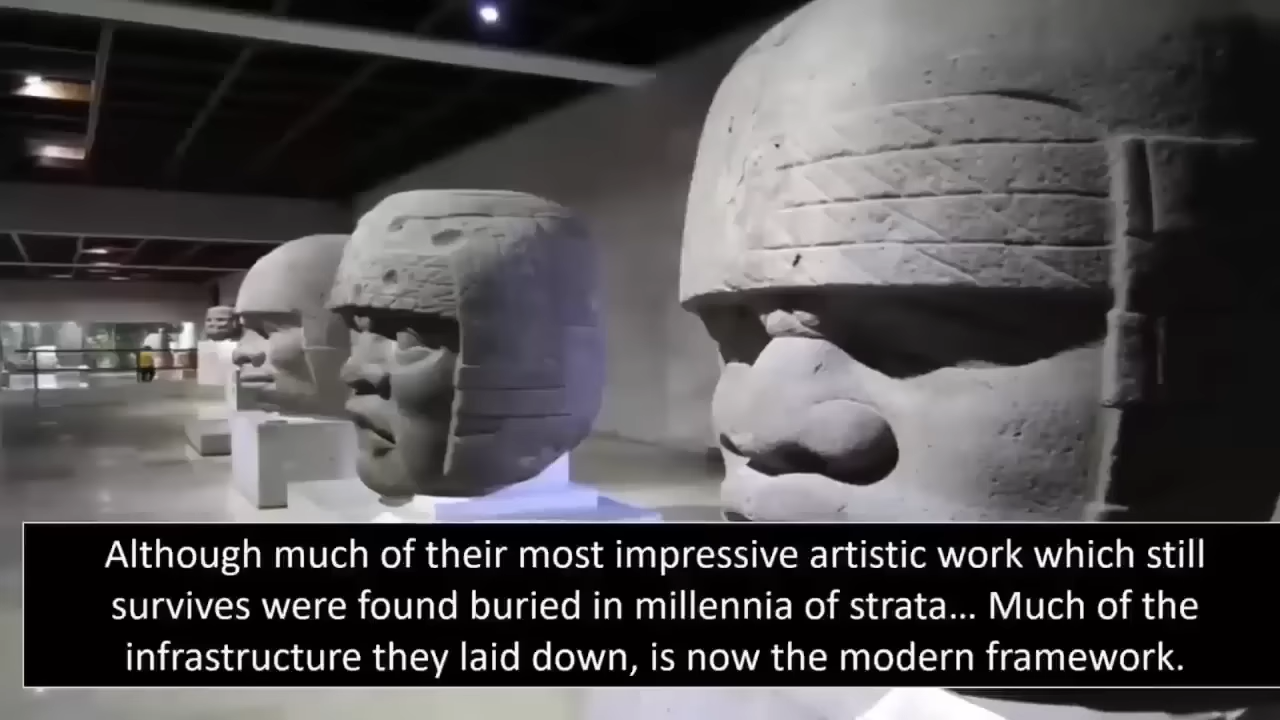 Although much of their most impressive artistic work which still
survives were found buried in millennia of strata... Much of the
infrastructure they laid down, is now the modern framework.